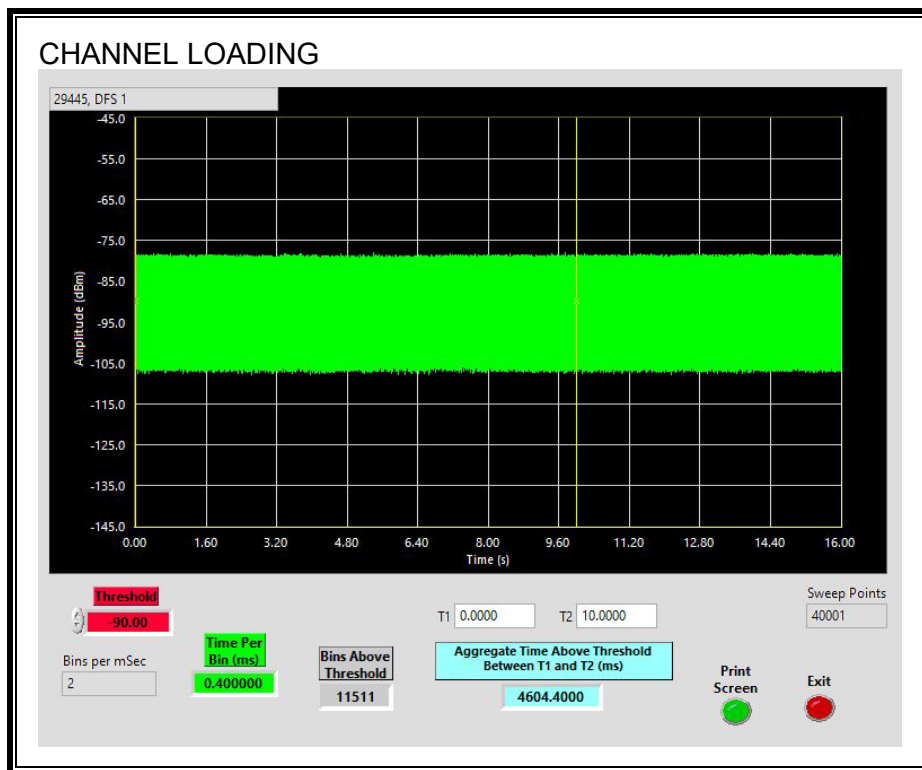 CHANNEL LOADING
29445, DFS 1
-45.0
-55.0
-65.0
-75.0
-85.0
-95.0
-105.0
-115.0
-125.0
-135.0
-145.0
Amplitude (dBm)
0.00 1.60 3.20 4.80 6.40 8.00 9.60 11.20 12.80 14.40 16.00
Time (s)
Threshold
-90.00
Bins per mSec
2
Time Per
Bin (ms)
0.400000
Bins Above
Threshold
11511
T1 0.0000 T2 10.0000
Aggregate Time Above Threshold
Between T1 and T2 (ms)
4604.4000
Sweep Points
40001
Print
Screen
Exit